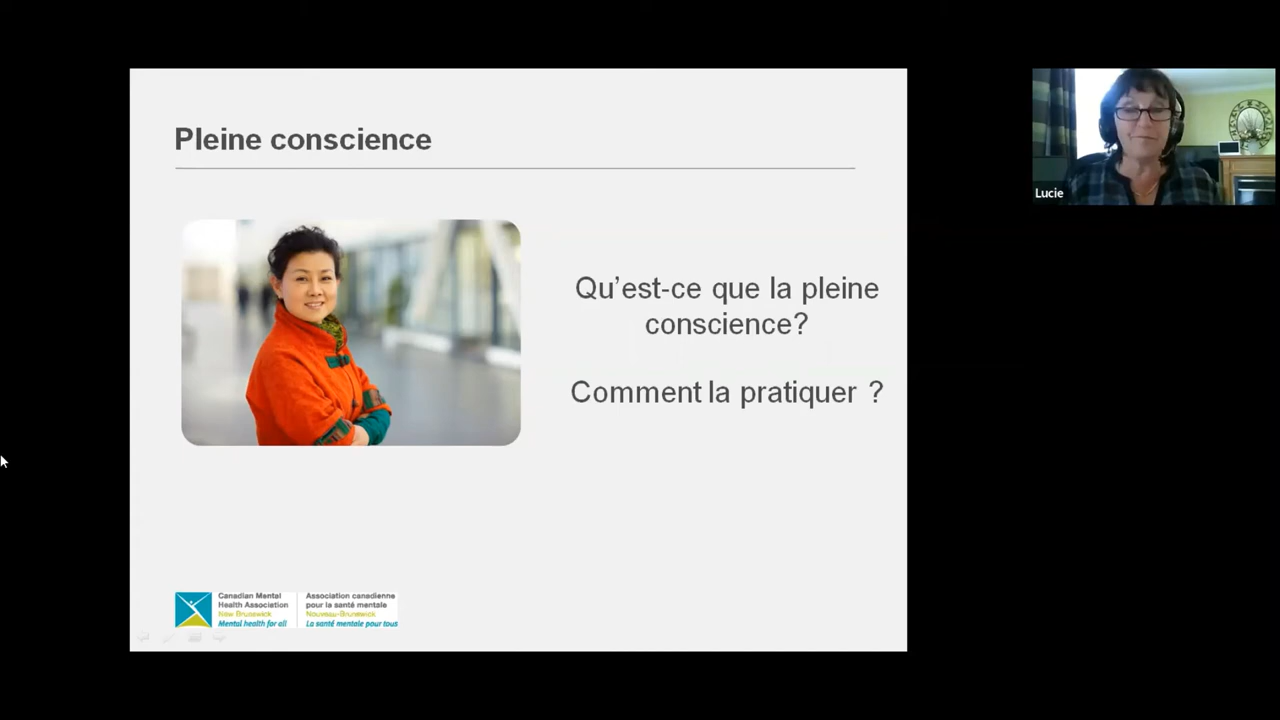 Pleine conscience
Qu’est-ce que la pleine
conscience?
Comment la pratiquer ?
Canadian Mental
Health Association
New Brunswick
Mental health for all
Association canadienne
pour la santé mentale
Nouveau-Brunswick
La santé mentale pour tous
Lucie